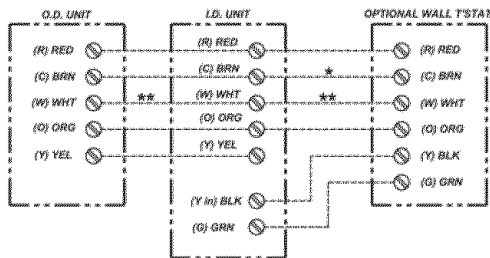 O.D. UNIT
I.D. UNIT
OPTIONAL WALL T'STAT
(R) RED
(R) RED
(R) RED
(C) BRN
(C) BRN
*
(C) BRN
(W) WHT
**
(W) WHT
**
(W) WHT
(O) ORG
(O) ORG
(O) ORG
(Y) YEL
(Y) YEL
(Y) BLK
(Y in) BLK
(G) GRN
(G) GRN